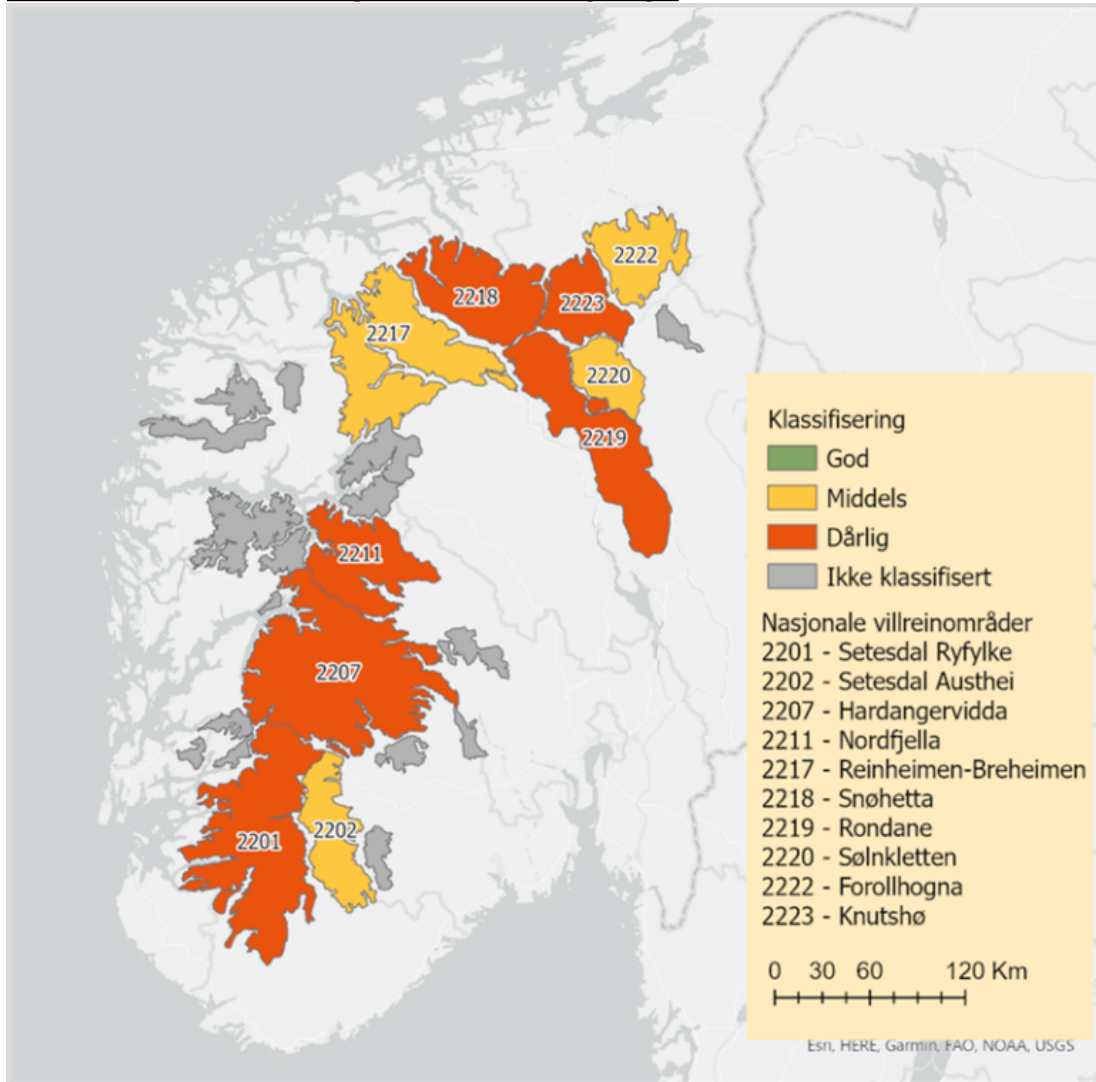 2222
2218
2223
2217
2220
2219
2211
2207
2202
2201
Klassifisering
God
Middels
Dårlig
Ikke klassifisert
Nasjonale villreinområder
2201 - Setesdal Ryfylke
2202 - Setesdal Austhei
2207 - Hardangervidda
2211 - Nordfjella
2217 - Reinheimen-Breheimen
2218 - Snøhetta
2219 - Rondane
2220 - Sølnkletten
2222 - Forollhogna
2223 - Knutshø
0 30 60 120 Km
Esri, HERE, Garmin, FAO, NOAA, USGS